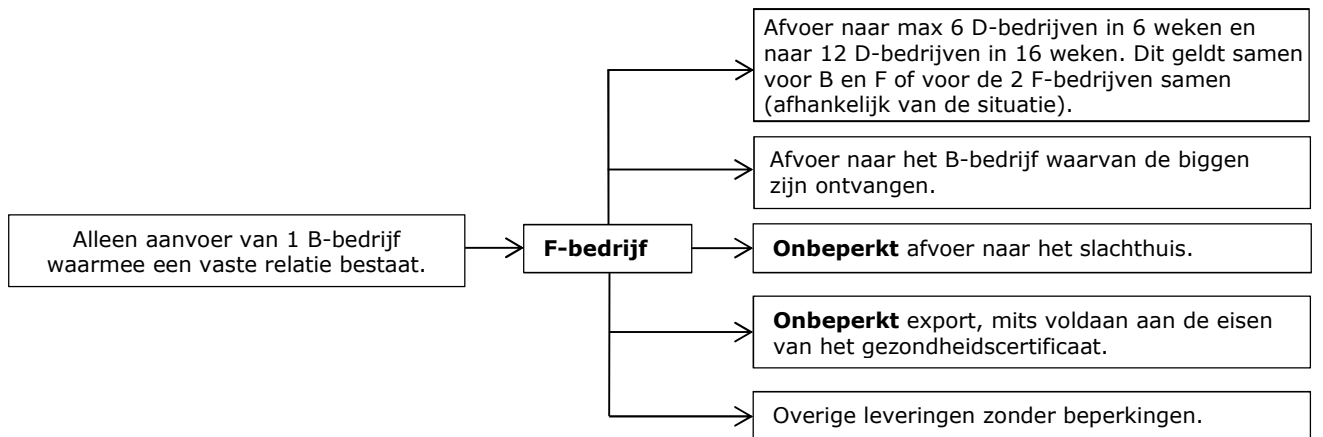 Afvoer naar max 6 D-bedrijven in 6 weken en
naar 12 D-bedrijven in 16 weken. Dit geldt samen
voor B en F of voor de 2 F-bedrijven samen
(afhankelijk van de situatie).
Afvoer naar het B-bedrijf waarvan de biggen
zijn ontvangen.
Alleen aanvoer van 1 B-bedrijf
waarmee een vaste relatie bestaat.
F-bedrijf
Onbeperkt afvoer naar het slachthuis.
Onbeperkt export, mits voldaan aan de eisen
van het gezondheidscertificaat.
Overige leveringen zonder beperkingen.